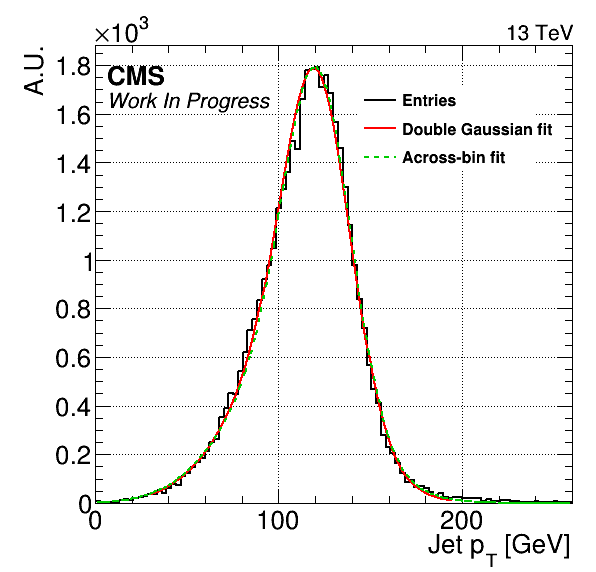 ×10³
13 TeV
A.U.
CMS
Work In Progress
Entries
Double Gaussian fit
Across-bin fit
1.8
1.6
1.4
1.2
1
0.8
0.6
0.4
0.2
0
0 100 200
Jet p_T [GeV]